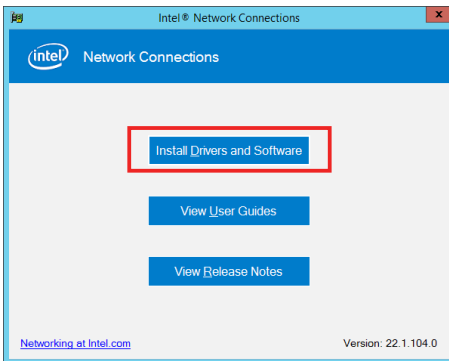 Intel® Network Connections
x
intel Network Connections
Install Drivers and Software
View User Guides
View Release Notes
Networking at Intel.com Version: 22.1.104.0